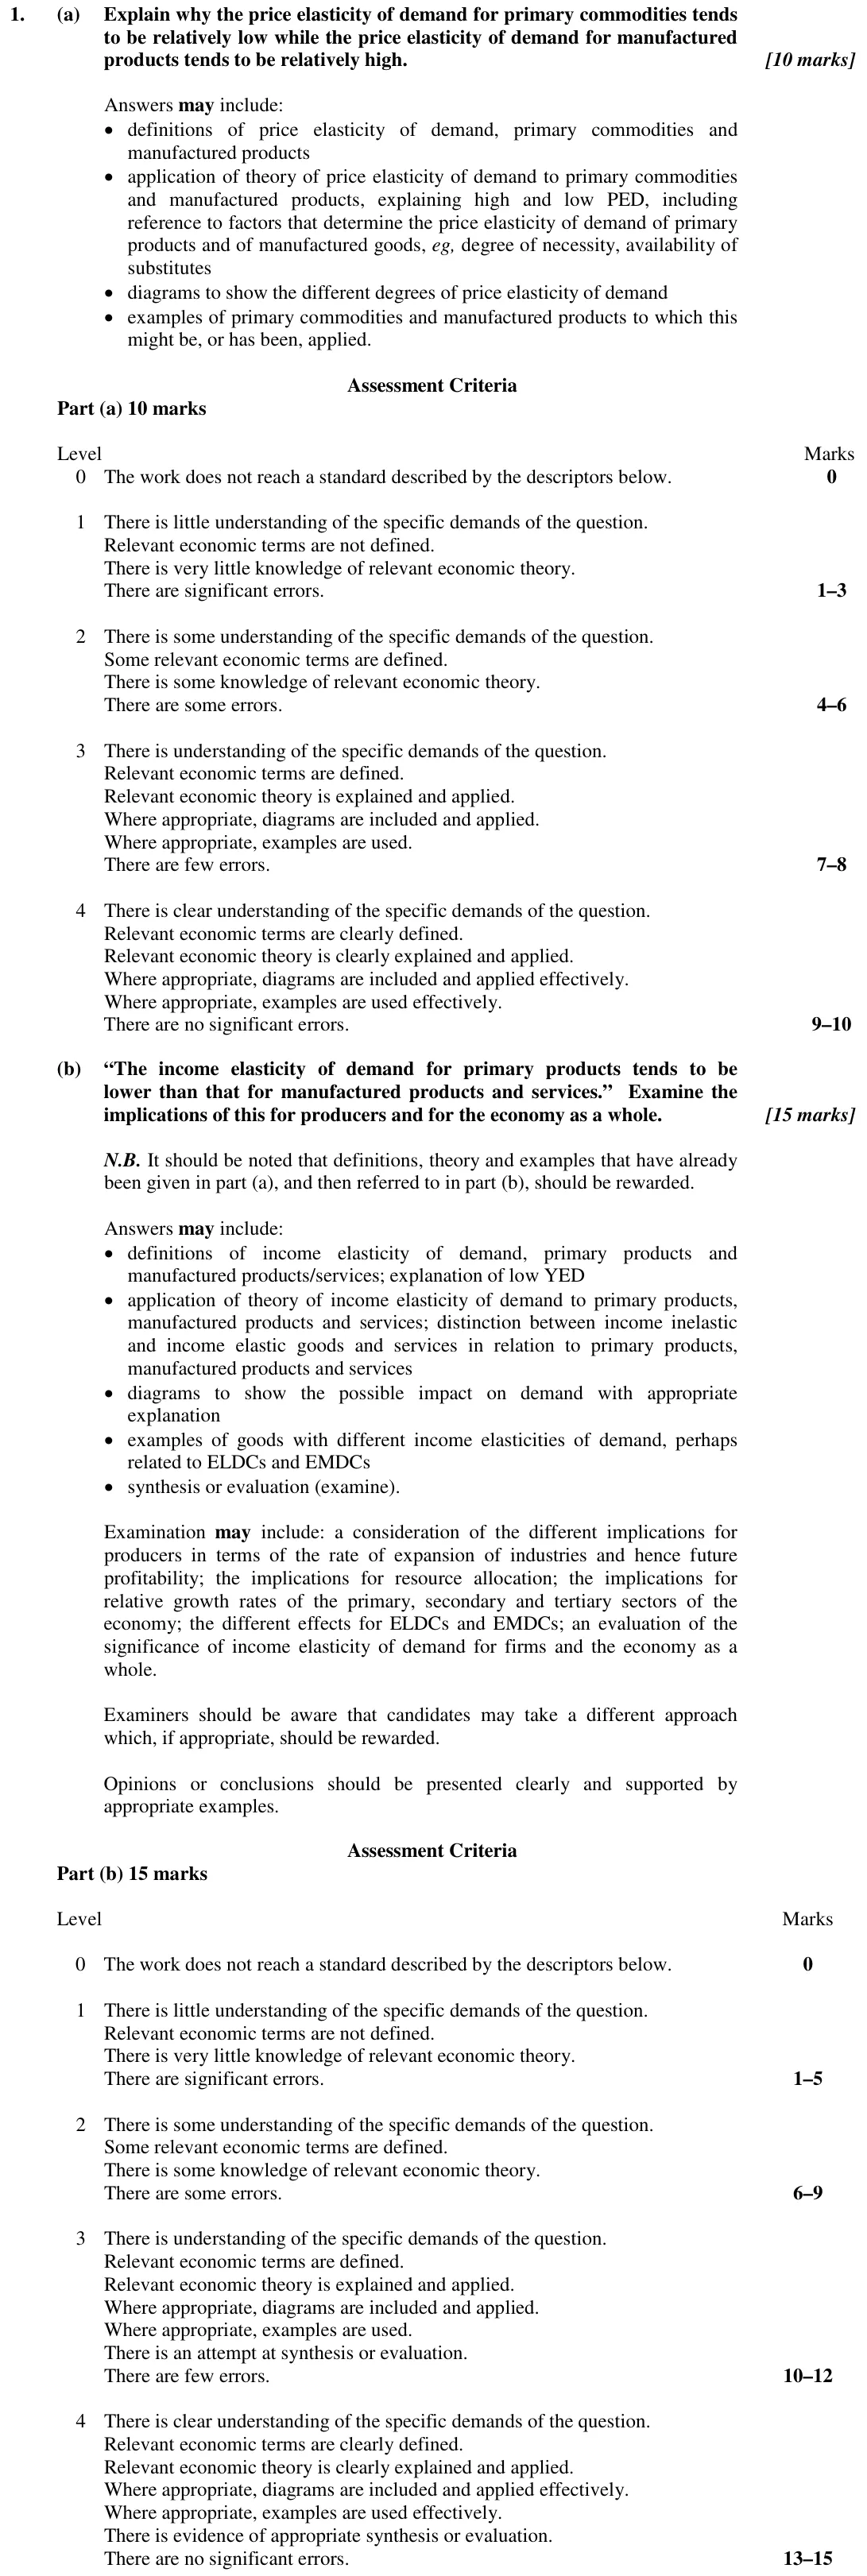 1. (a) Explain why the price elasticity of demand for primary commodities tends
to be relatively low while the price elasticity of demand for manufactured
products tends to be relatively high. [10 marks]
Answers may include:
• definitions of price elasticity of demand, primary commodities and
manufactured products
• application of theory of price elasticity of demand to primary commodities
and manufactured products, explaining high and low PED, including
reference to factors that determine the price elasticity of demand of primary
products and of manufactured goods, eg, degree of necessity, availability of
substitutes
• diagrams to show the different degrees of price elasticity of demand
• examples of primary commodities and manufactured products to which this
might be, or has been, applied.
Assessment Criteria
Part (a) 10 marks
Level Marks
0 The work does not reach a standard described by the descriptors below. 0
1 There is little understanding of the specific demands of the question.
Relevant economic terms are not defined.
There is very little knowledge of relevant economic theory.
There are significant errors. 1–3
2 There is some understanding of the specific demands of the question.
Some relevant economic terms are defined.
There is some knowledge of relevant economic theory.
There are some errors. 4–6
3 There is understanding of the specific demands of the question.
Relevant economic terms are defined.
Relevant economic theory is explained and applied.
Where appropriate, diagrams are included and applied.
Where appropriate, examples are used.
There are few errors. 7–8
4 There is clear understanding of the specific demands of the question.
Relevant economic terms are clearly defined.
Relevant economic theory is clearly explained and applied.
Where appropriate, diagrams are included and applied effectively.
Where appropriate, examples are used effectively.
There are no significant errors. 9–10
(b) “The income elasticity of demand for primary products tends to be
lower than that for manufactured products and services.” Examine the
implications of this for producers and for the economy as a whole. [15 marks]
N.B. It should be noted that definitions, theory and examples that have already
been given in part (a), and then referred to in part (b), should be rewarded.
Answers may include:
• definitions of income elasticity of demand, primary products and
manufactured products/services; explanation of low YED
• application of theory of income elasticity of demand to primary products,
manufactured products and services; distinction between income inelastic
and income elastic goods and services in relation to primary products,
manufactured products and services
• diagrams to show the possible impact on demand with appropriate
explanation
• examples of goods with different income elasticities of demand, perhaps
related to ELDCs and EMDCs
• synthesis or evaluation (examine).
Examination may include: a consideration of the different implications for
producers in terms of the rate of expansion of industries and hence future
profitability; the implications for resource allocation; the implications for
relative growth rates of the primary, secondary and tertiary sectors of the
economy; the different effects for ELDCs and EMDCs; an evaluation of the
significance of income elasticity of demand for firms and the economy as a
whole.
Examiners should be aware that candidates may take a different approach
which, if appropriate, should be rewarded.
Opinions or conclusions should be presented clearly and supported by
appropriate examples.
Assessment Criteria
Part (b) 15 marks
Level Marks
0 The work does not reach a standard described by the descriptors below. 0
1 There is little understanding of the specific demands of the question.
Relevant economic terms are not defined.
There is very little knowledge of relevant economic theory.
There are significant errors. 1–5
2 There is some understanding of the specific demands of the question.
Some relevant economic terms are defined.
There is some knowledge of relevant economic theory.
There are some errors. 6–9
3 There is understanding of the specific demands of the question.
Relevant economic terms are defined.
Relevant economic theory is explained and applied.
Where appropriate, diagrams are included and applied.
Where appropriate, examples are used.
There is an attempt at synthesis or evaluation.
There are few errors. 10–12
4 There is clear understanding of the specific demands of the question.
Relevant economic terms are clearly defined.
Relevant economic theory is clearly explained and applied.
Where appropriate, diagrams are included and applied effectively.
Where appropriate, examples are used effectively.
There is evidence of appropriate synthesis or evaluation.
There are no significant errors. 13–15